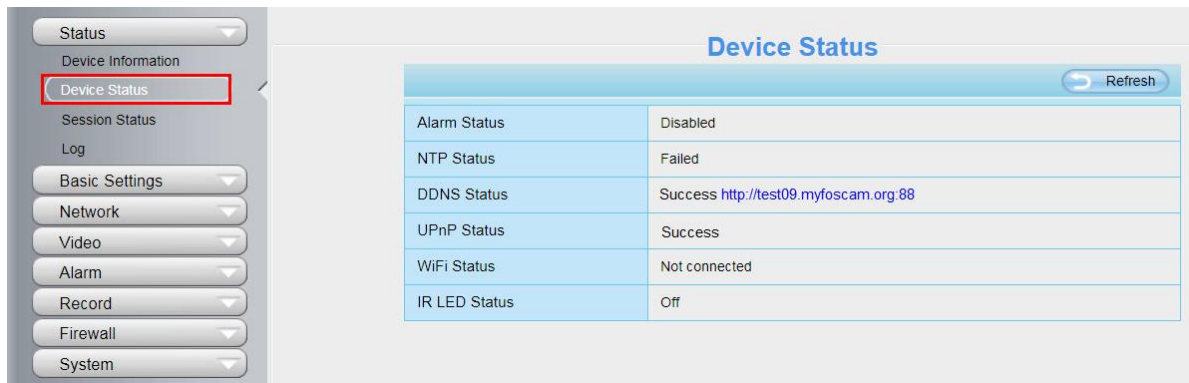 Status
Device Information
Device Status
Session Status
Log
Basic Settings
Network
Video
Alarm
Record
Firewall
System
Device Status
Refresh
Alarm Status Disabled
NTP Status Failed
DDNS Status Success http://test09.myfoscam.org:88
UPnP Status Success
WiFi Status Not connected
IR LED Status Off